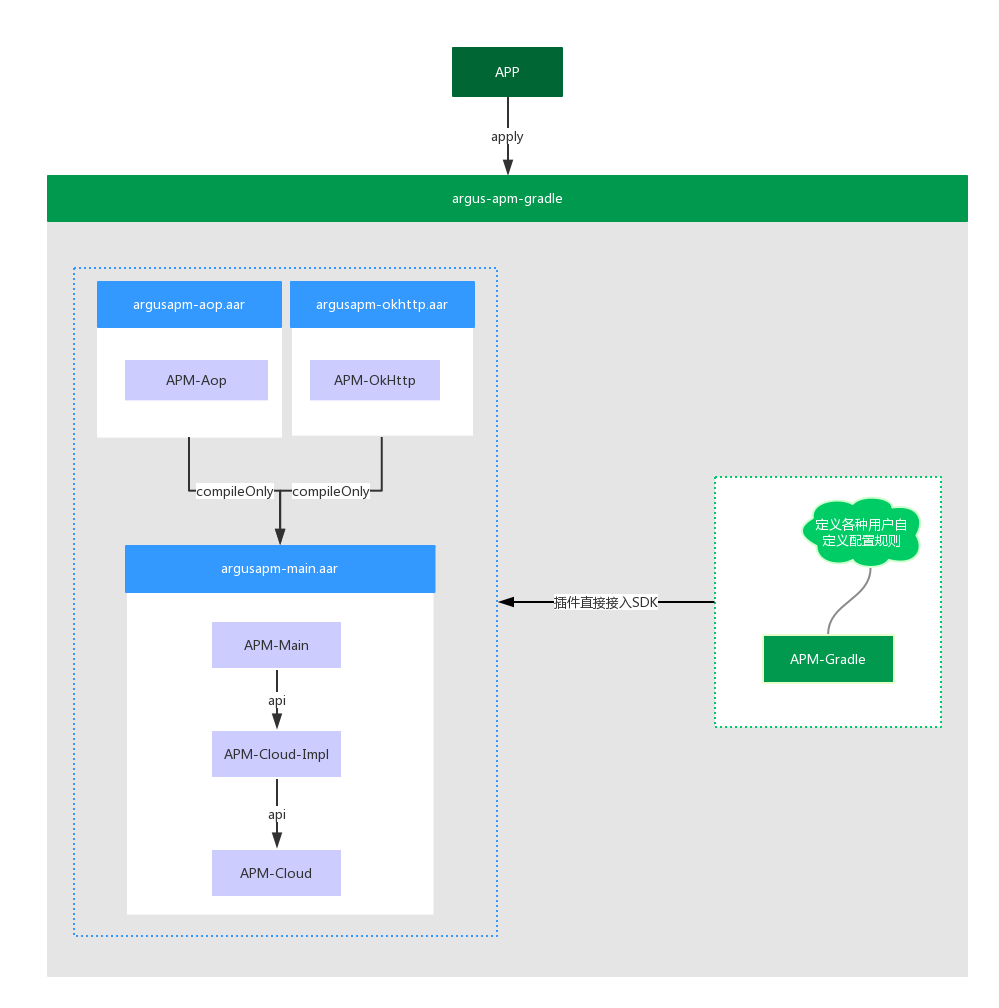 APP
apply
argus-apm-gradle
argusapm-aop.aar
argusapm-okhttp.aar
APM-Aop
APM-OkHttp
compileOnly
compileOnly
argusapm-main.aar
APM-Main
api
APM-Cloud-Impl
api
APM-Cloud
插件直接接入SDK
定义各种用户自
定义配置规则
APM-Gradle